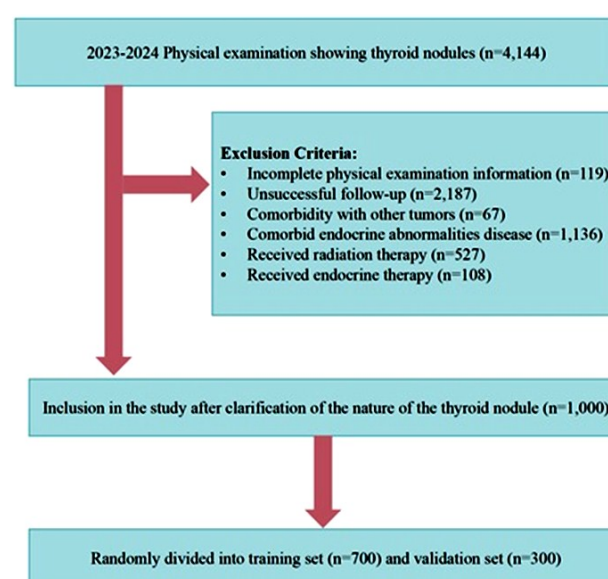 2023-2024 Physical examination showing thyroid nodules (n=4,144)
Exclusion Criteria:
• Incomplete physical examination information (n=119)
• Unsuccessful follow-up (n=2,187)
• Comorbidity with other tumors (n=67)
• Comorbid endocrine abnormalities disease (n=1,136)
• Received radiation therapy (n=527)
• Received endocrine therapy (n=108)
Inclusion in the study after clarification of the nature of the thyroid nodule (n=1,000)
Randomly divided into training set (n=700) and validation set (n=300)